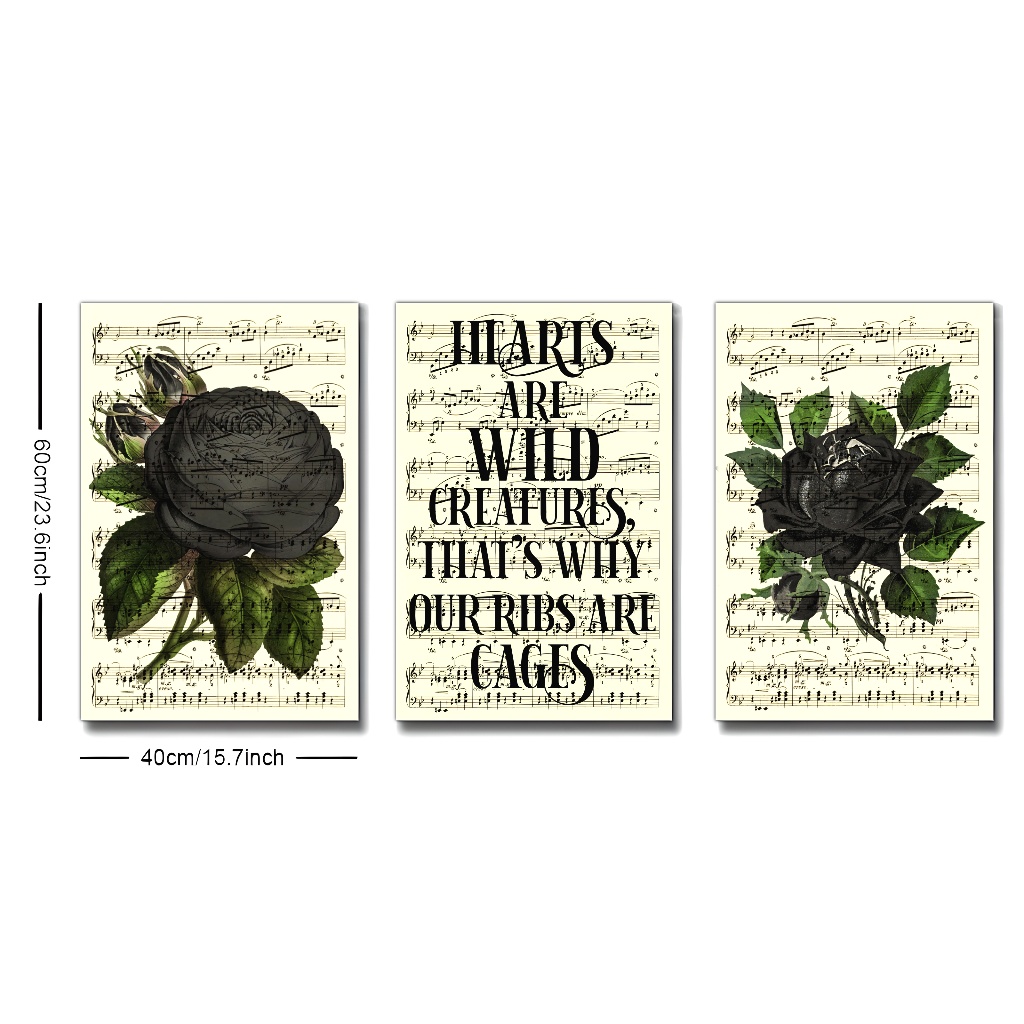 HEARTS
ARE
WILD
CREATURES,
THAT'S WHY
OUR RIBS ARE
CAGES
60cm/23.6inch
40cm/15.7inch